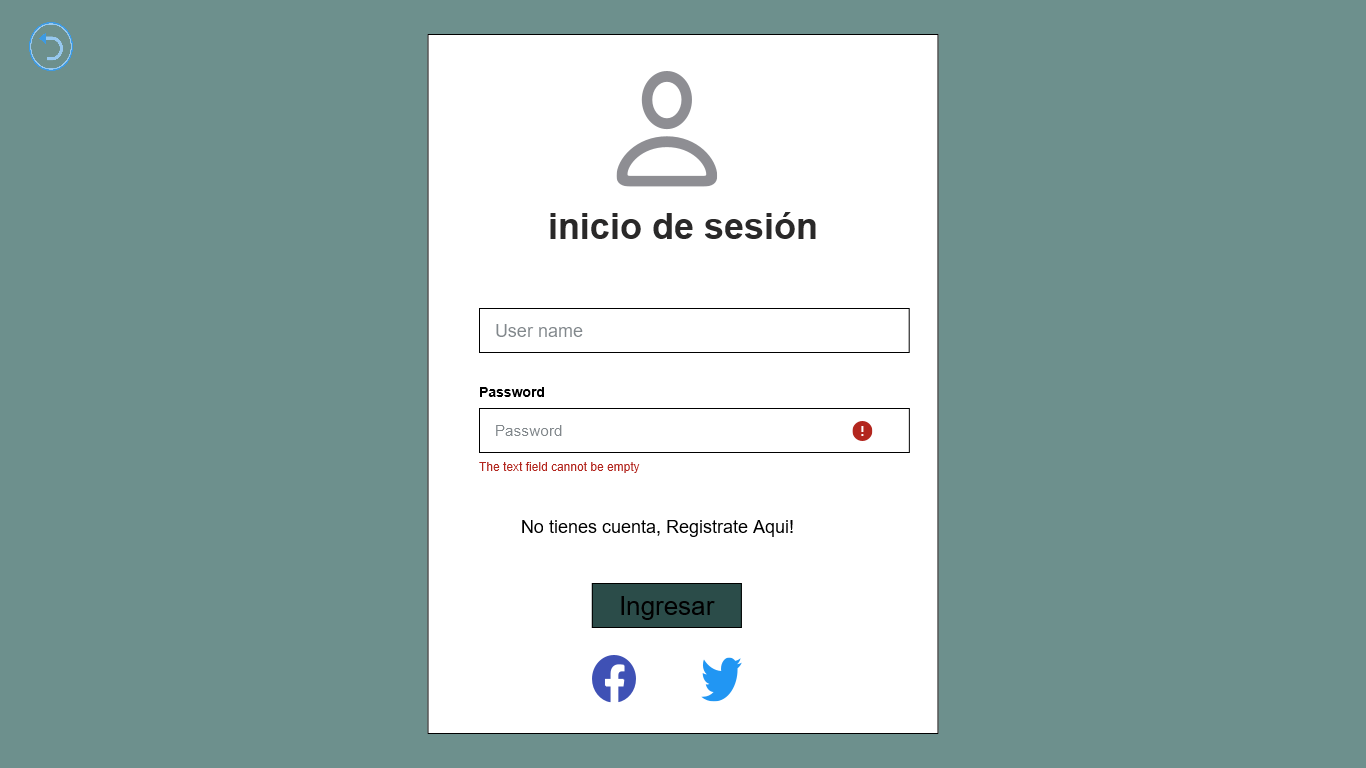 inicio de sesión
User name
Password
Password
The text field cannot be empty
No tienes cuenta, Registrate Aqui!
Ingresar